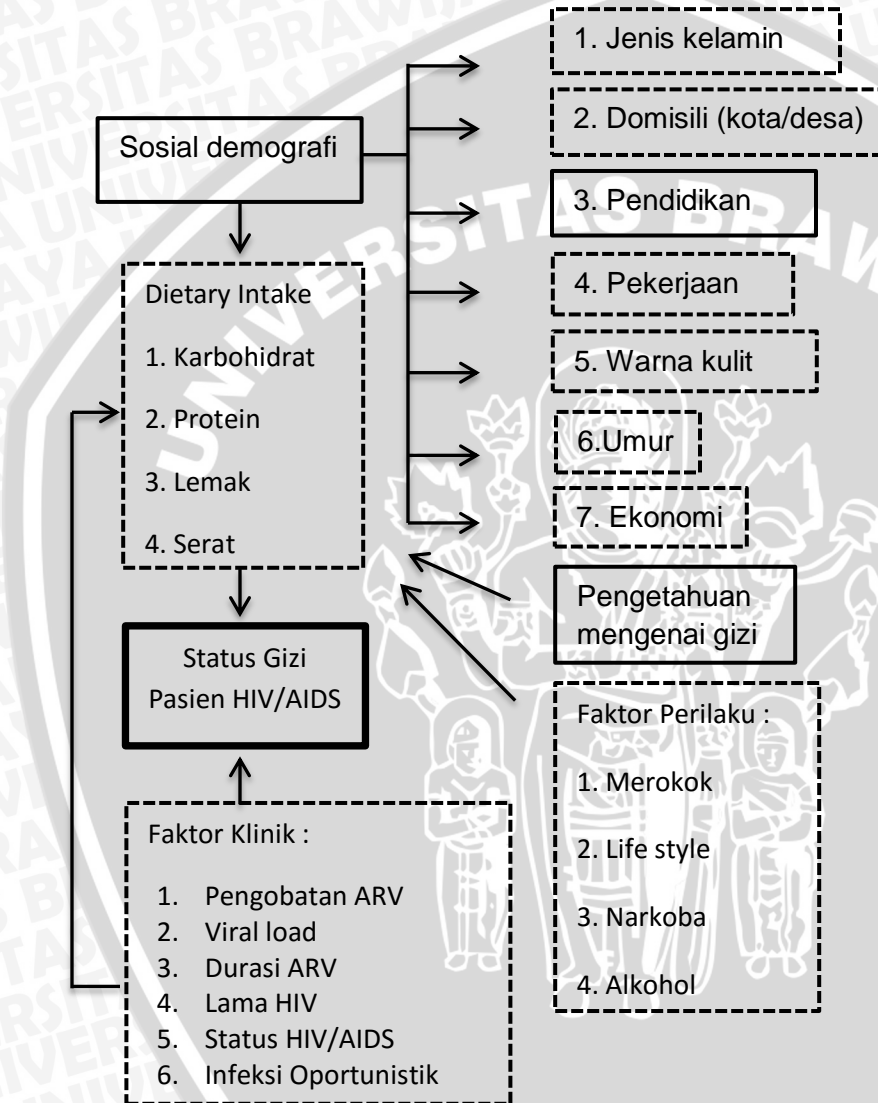 Sosial demografi
1. Jenis kelamin
2. Domisili (kota/desa)
3. Pendidikan
4. Pekerjaan
5. Warna kulit
6.Umur
7. Ekonomi
Dietary Intake
1. Karbohidrat
2. Protein
3. Lemak
4. Serat
Pengetahuan
mengenai gizi
Status Gizi
Pasien HIV/AIDS
Faktor Perilaku :
1. Merokok
2. Life style
3. Narkoba
4. Alkohol
Faktor Klinik :
1. Pengobatan ARV
2. Viral load
3. Durasi ARV
4. Lama HIV
5. Status HIV/AIDS
6. Infeksi Oportunistik
UNIVERSITAS BRAW